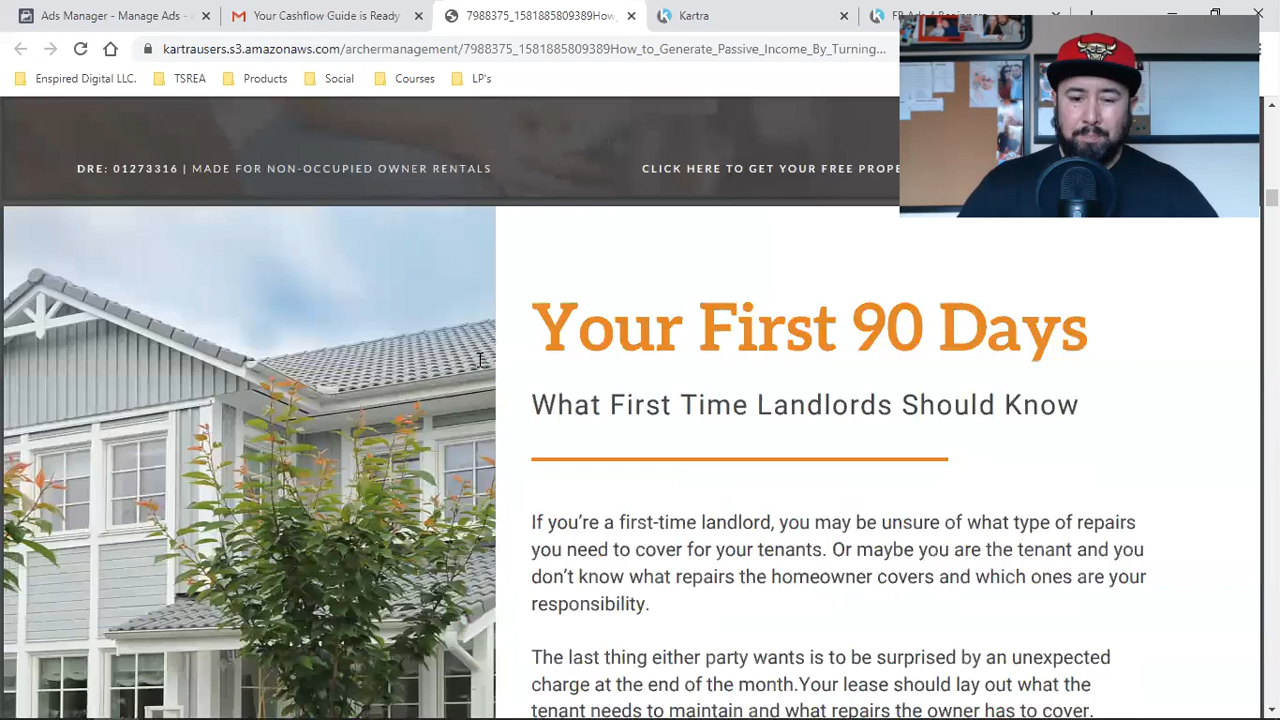 Ads Manager - Manage Ads -
Your Cashflow Guide is Ready
7988375_1581885809389How_
Kartra
kartrausers.s3.amazonaws.com/archermanagement/7988375_1581885809389How_to_Generate_Passive_Income_By_Turning...
Enspired Digital LLC.
TSREA
Products
Social
Courses
LP's
DRE: 01273316 | MADE FOR NON-OCCUPIED OWNER RENTALS
CLICK HERE TO GET YOUR FREE PROPE
Your First 90 Days
What First Time Landlords Should Know
If you're a first-time landlord, you may be unsure of what type of repairs
you need to cover for your tenants. Or maybe you are the tenant and you
don't know what repairs the homeowner covers and which ones are your
responsibility.
The last thing either party wants is to be surprised by an unexpected
charge at the end of the month.Your lease should lay out what the
tenant needs to maintain and what repairs the owner has to cover.